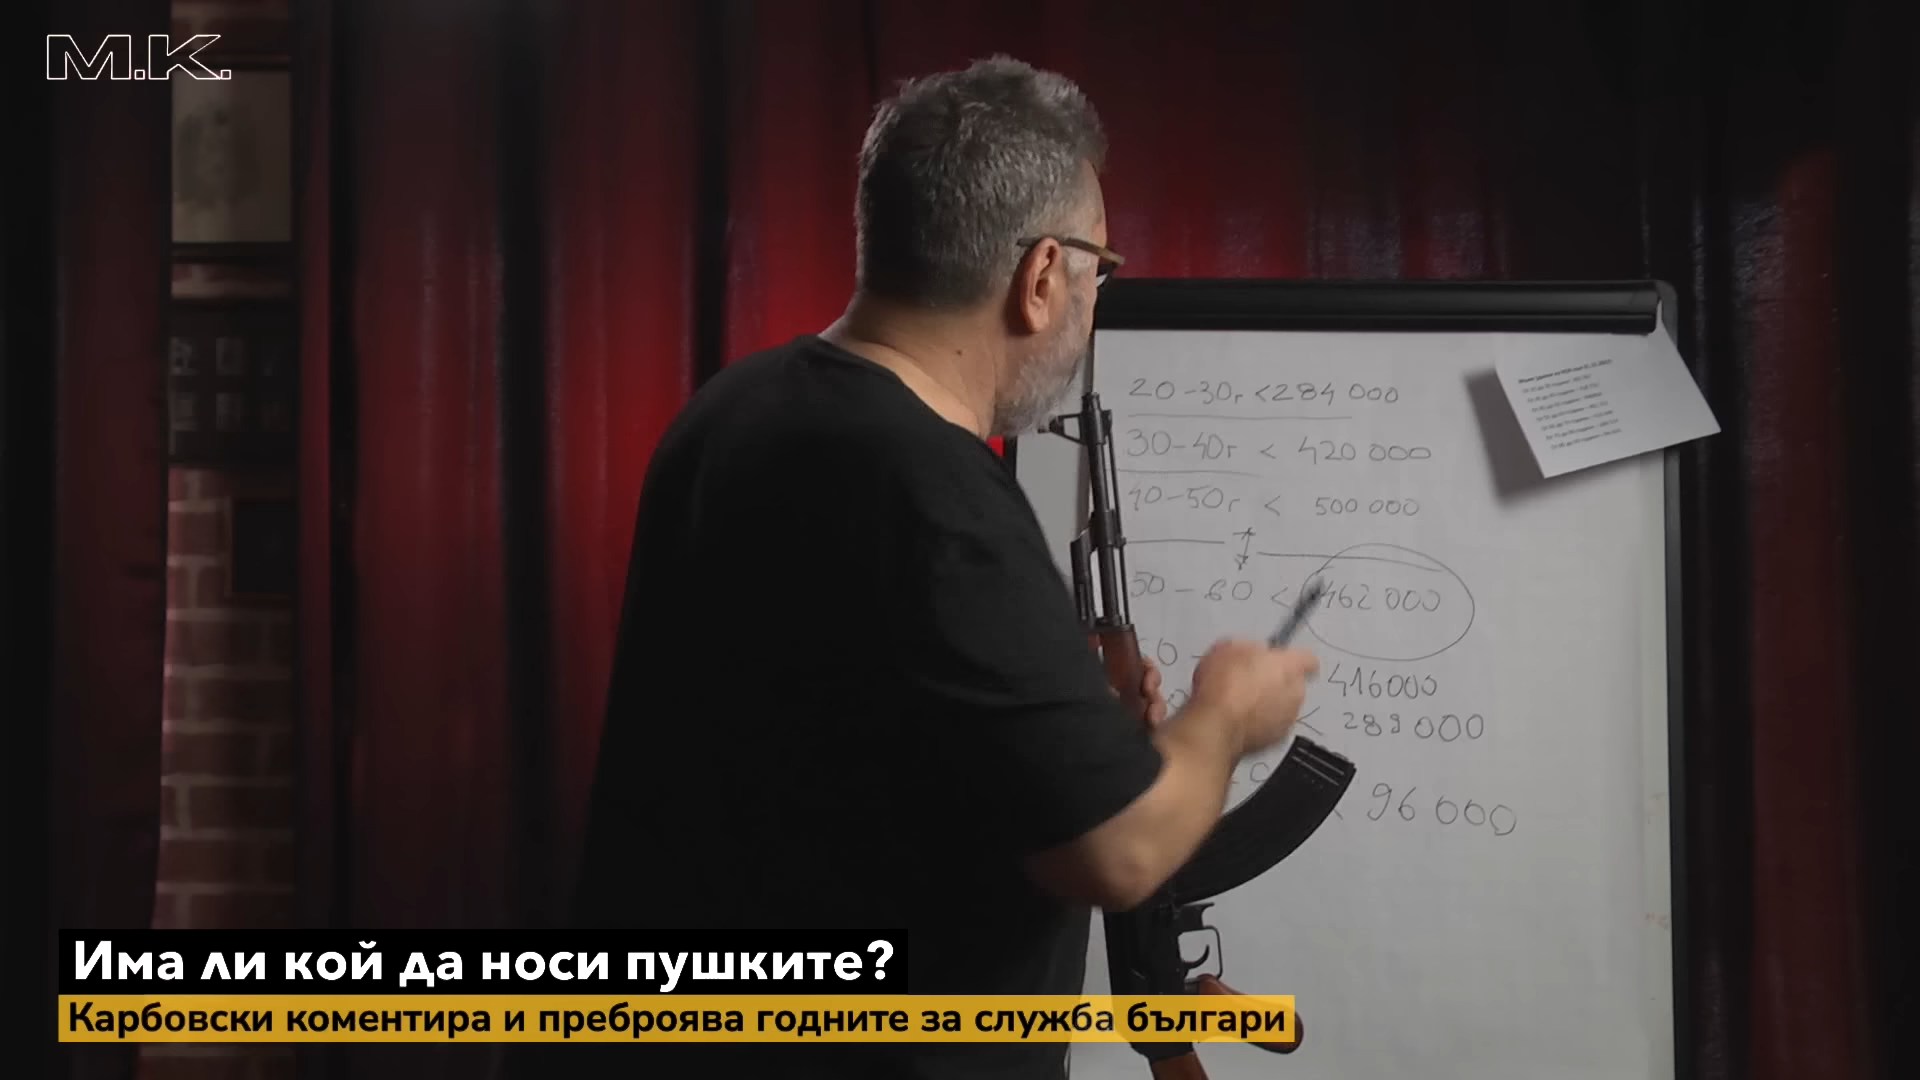 M.K.
20-30г <284 000
30-40г < 420 000
40-50г < 500 000
50-60 < 462 000
416000
< 289 000
< 96 000
Има ли кой да носи пушките?
Карбовски коментира и преброява годните за служба българи